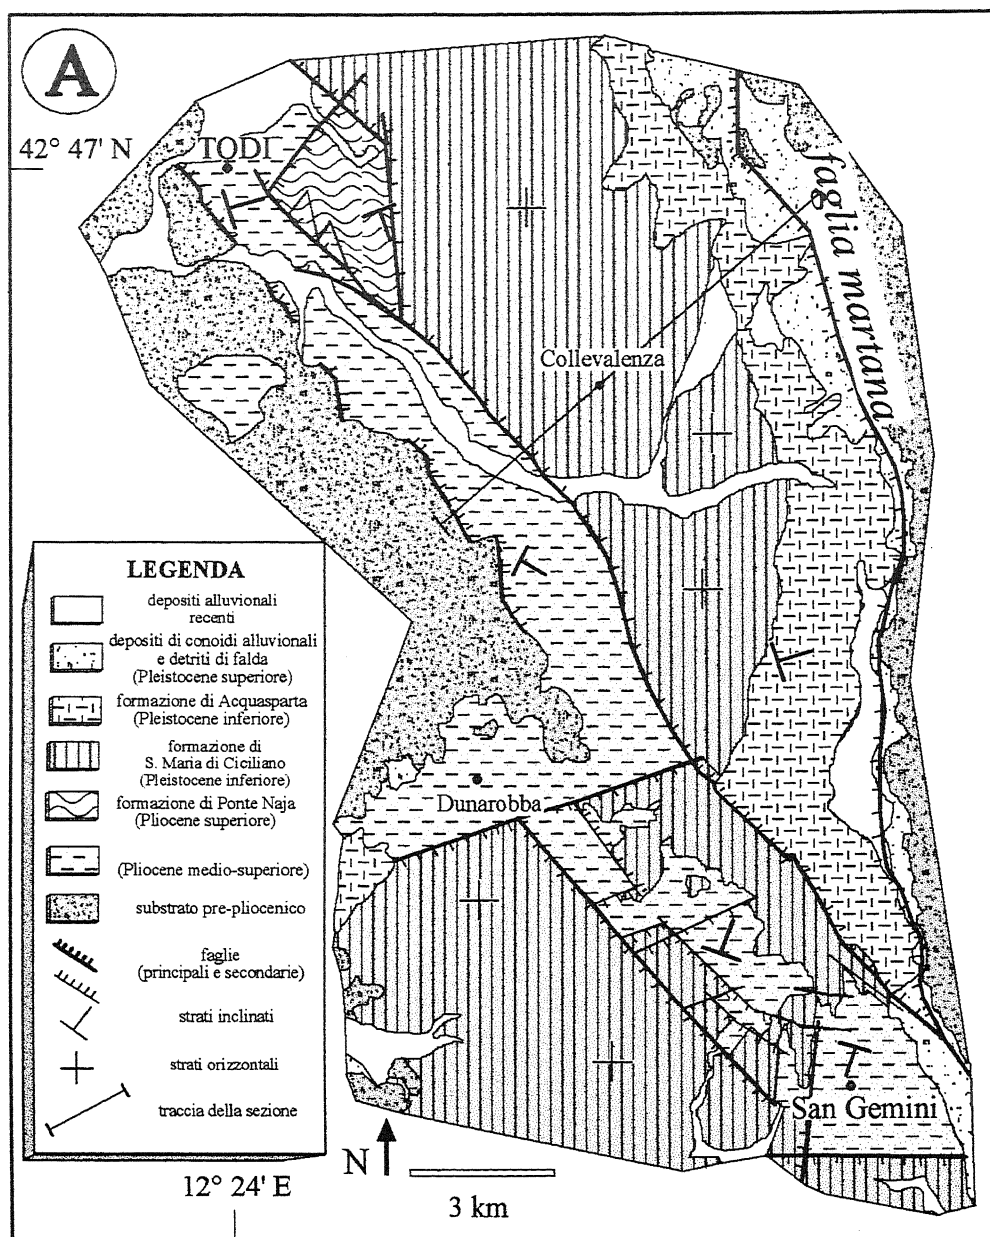 A
42° 47' N
TODI
faglia martana
Collevalenza
LEGENDA
depositi alluvionali
recenti
depositi di conoidi alluvionali
e detriti di falda
(Pleistocene superiore)
formazione di Acquasparta
(Pleistocene inferiore)
formazione di
S. Maria di Ciciliano
(Pleistocene inferiore)
formazione di Ponte Naja
(Pliocene superiore)
(Pliocene medio-superiore)
substrato pre-pliocenico
faglie
(principali e secondarie)
strati inclinati
strati orizzontali
traccia della sezione
Dunarobba
San Gemini
N
12° 24' E
3 km